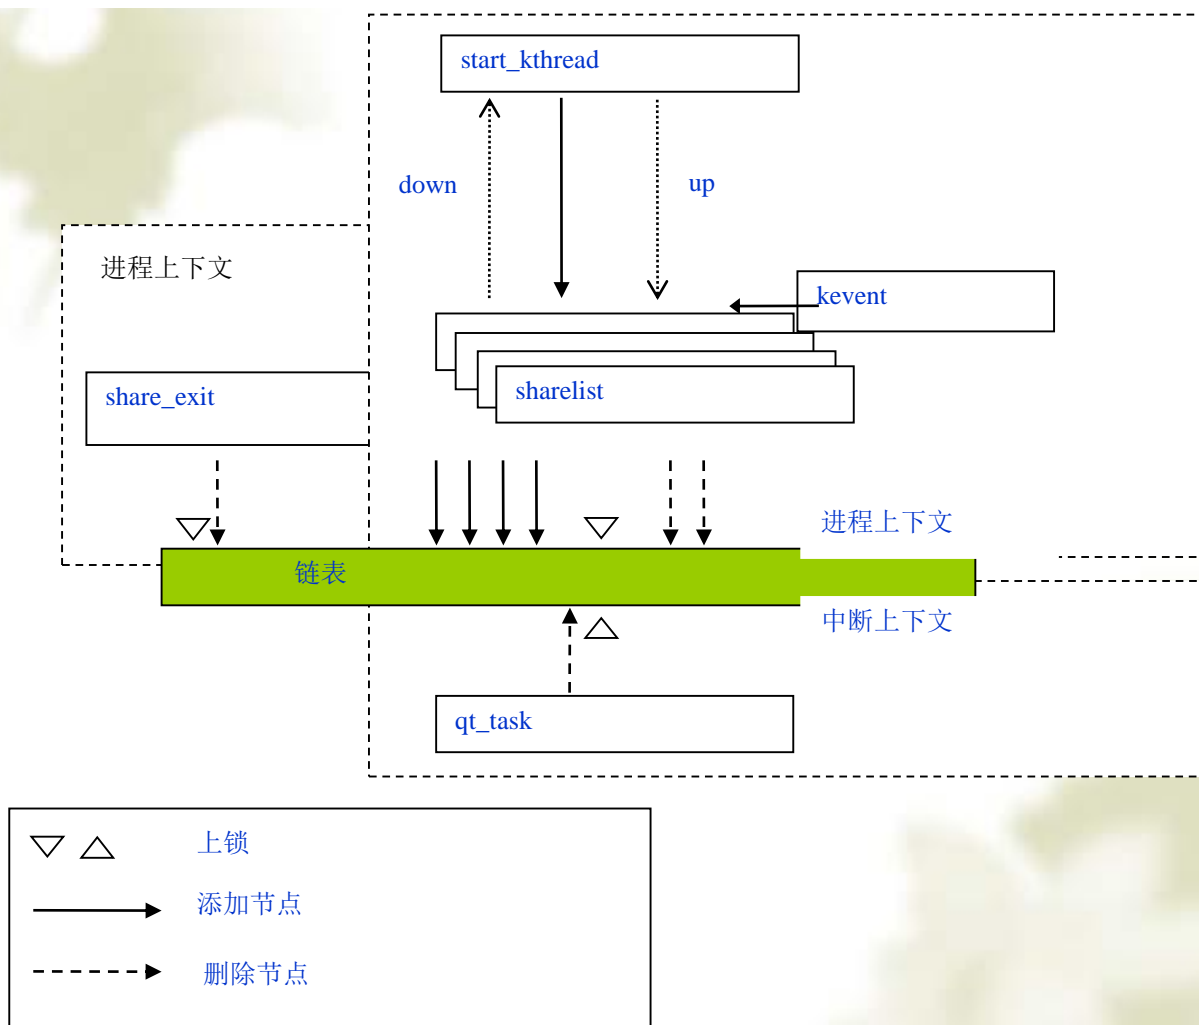 start_kthread
down
up
进程上下文
kevent
share_exit
sharelist
进程上下文
链表
中断上下文
qt_task
上锁
添加节点
删除节点